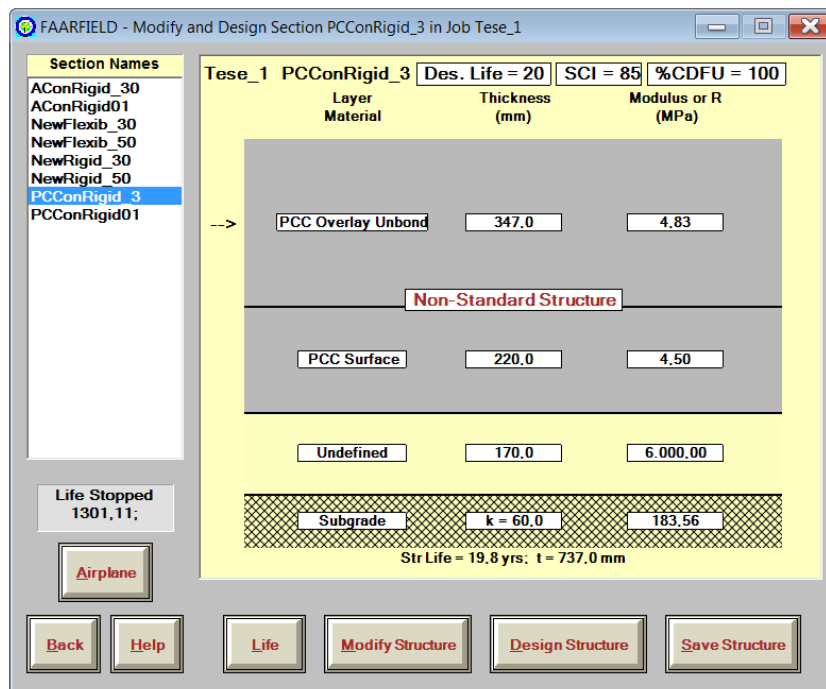 FAARFIELD - Modify and Design Section PCConRigid_3 in Job Tese_1
Section Names
AConRigid_30
AConRigid01
NewFlexib_30
NewFlexib_50
NewRigid_30
NewRigid_50
PCConRigid_3
PCConRigid01
Life Stopped
1301,11;
Airplane
Back
Help
Tese_1 PCConRigid_3 Des. Life = 20 SCI = 85 %CDFU = 100
Layer Material
Thickness (mm)
Modulus or R (MPa)
--> PCC Overlay Unbond 347,0 4,83
Non-Standard Structure
PCC Surface 220,0 4,50
Undefined 170,0 6.000,00
Subgrade k = 60,0 183,56
Str Life = 19,8 yrs; t = 737,0 mm
Life
Modify Structure
Design Structure
Save Structure